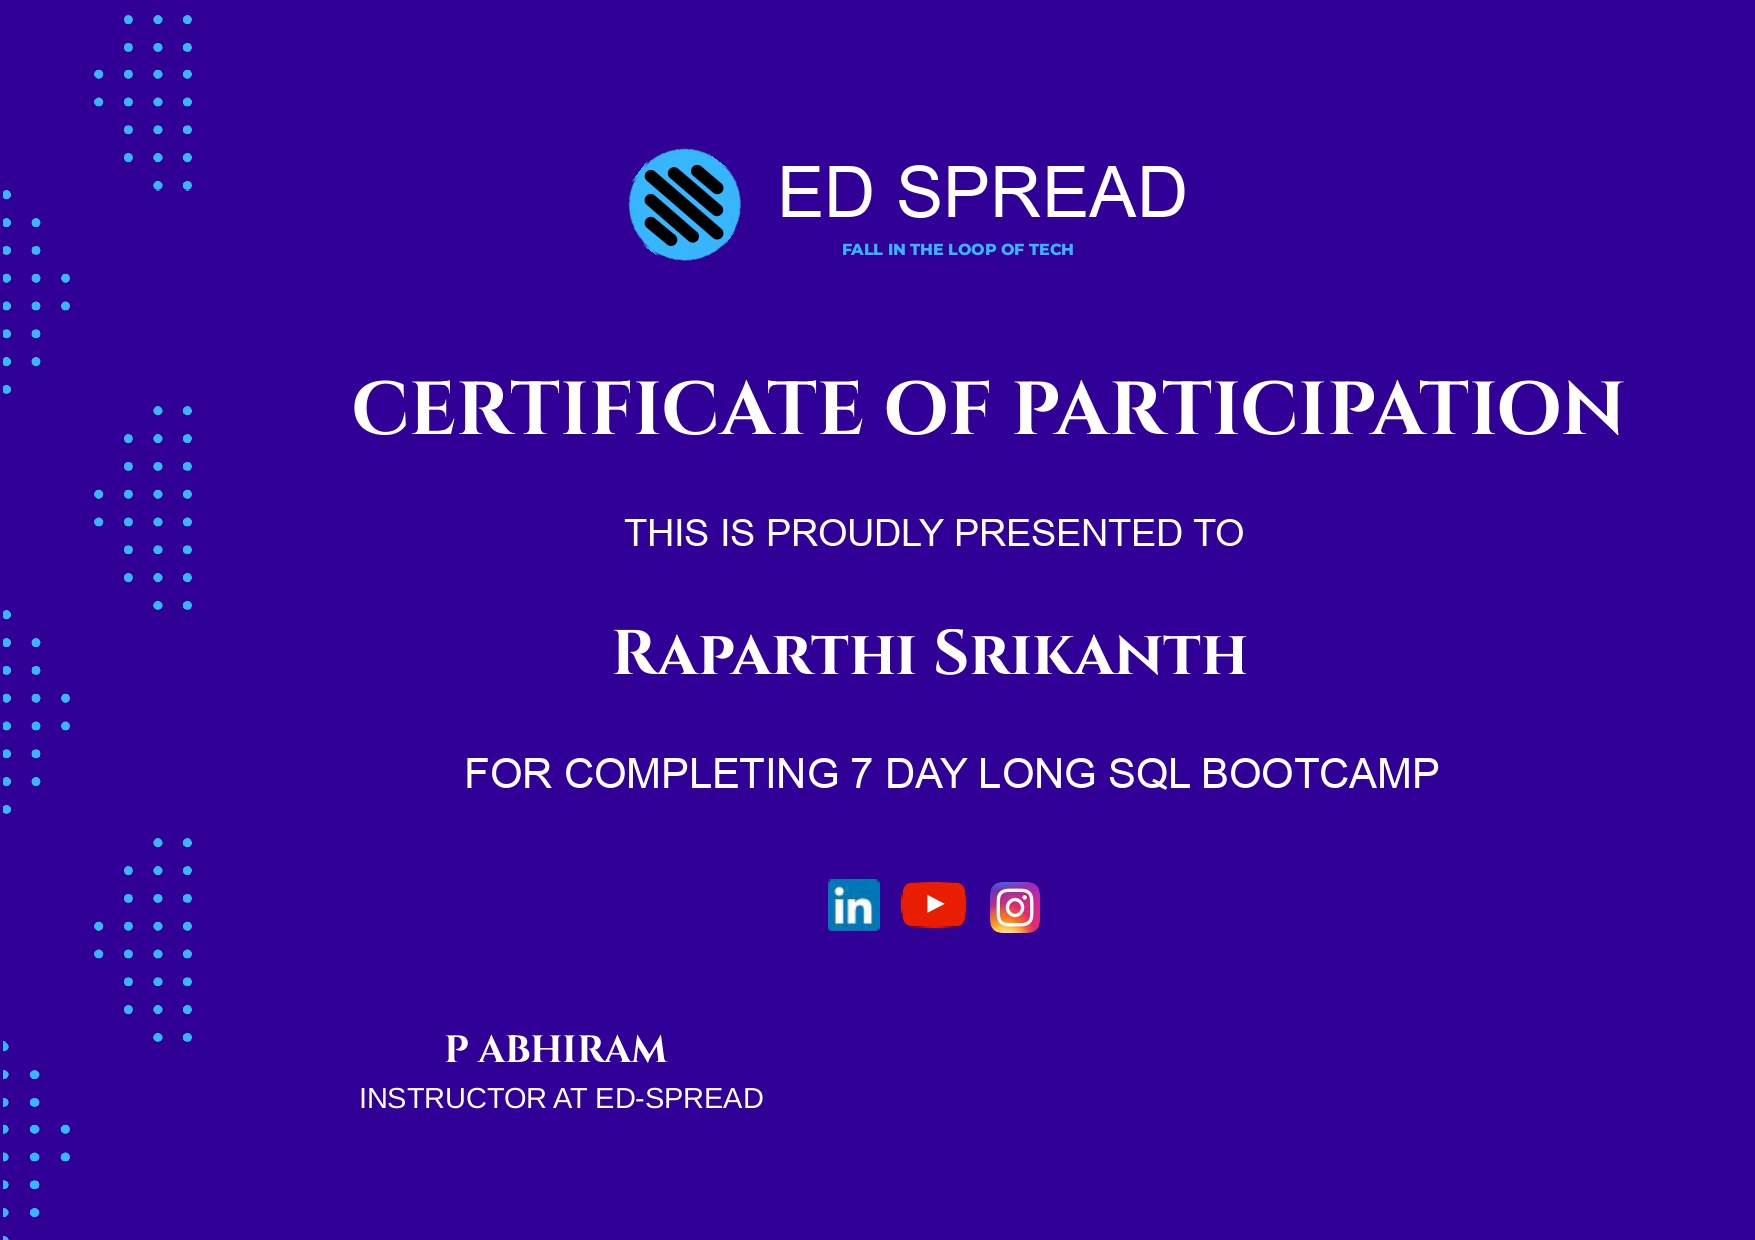 ED SPREAD
FALL IN THE LOOP OF TECH
CERTIFICATE OF PARTICIPATION
THIS IS PROUDLY PRESENTED TO
Raparthi Srikanth
FOR COMPLETING 7 DAY LONG SQL BOOTCAMP
in
P ABHIRAM
INSTRUCTOR AT ED-SPREAD